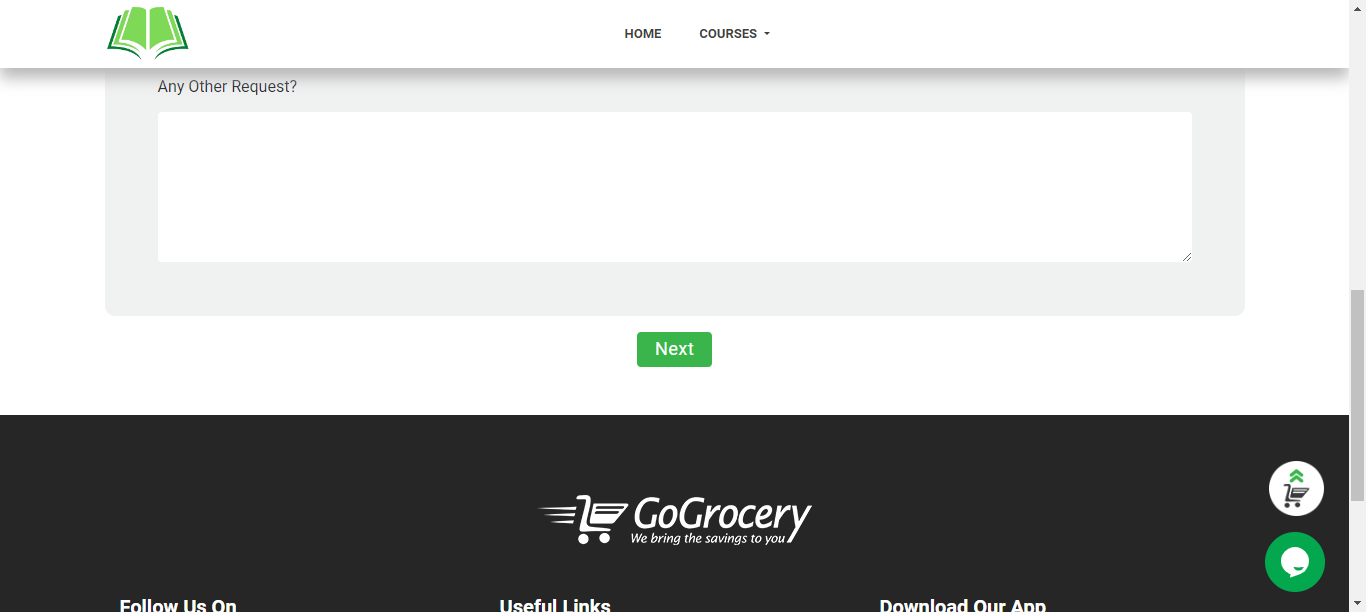 HOME
COURSES
Any Other Request?
Next
GoGrocery
We bring the savings to you
Follow Us On
Useful Links
Download Our App